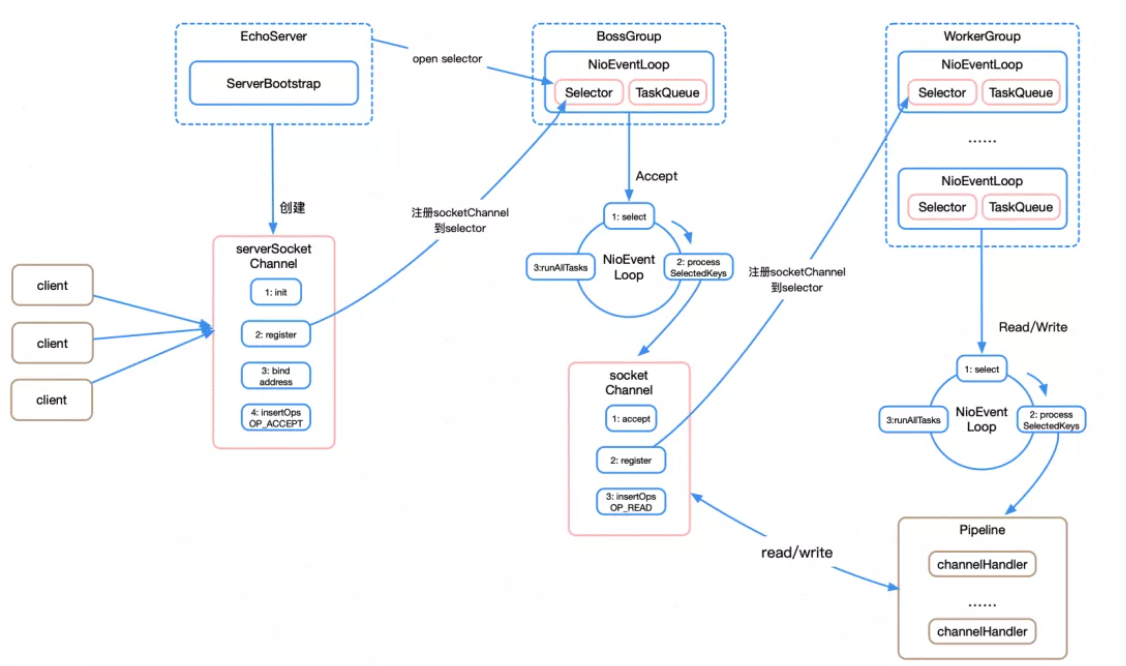 EchoServer
ServerBootstrap
open selector
BossGroup
NioEventLoop
Selector
TaskQueue
WorkerGroup
NioEventLoop
Selector
TaskQueue
......
NioEventLoop
Selector
TaskQueue
创建
注册socketChannel
到selector
Accept
serverSocket
Channel
1: init
2: register
3: bind
address
4: insertOps
OP_ACCEPT
client
client
client
1: select
2: process
SelectedKeys
3:runAllTasks
NioEvent
Loop
socket
Channel
1: accept
2: register
3: insertOps
OP_READ
注册socketChannel
到selector
Read/Write
1: select
2: process
SelectedKeys
3:runAllTasks
NioEvent
Loop
read/write
Pipeline
channelHandler
......
channelHandler